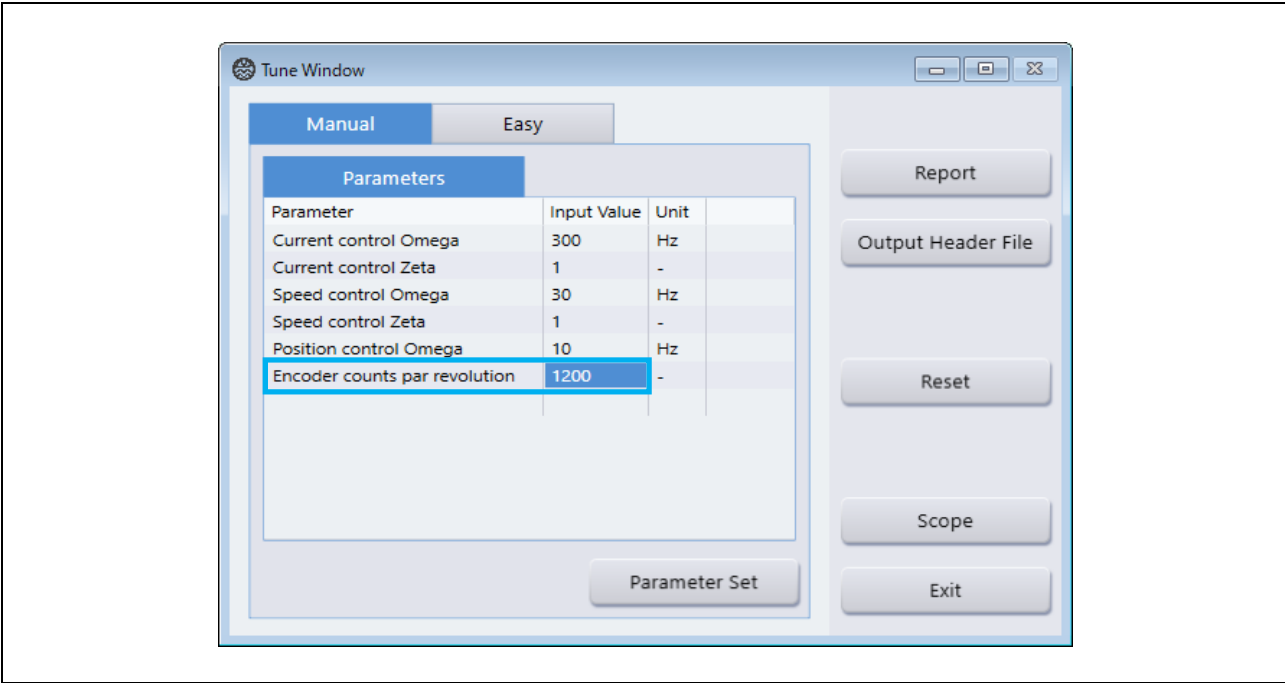 Tune Window
Manual Easy
Parameters
Parameter Input Value Unit
Current control Omega 300 Hz
Current control Zeta 1 -
Speed control Omega 30 Hz
Speed control Zeta 1 -
Position control Omega 10 Hz
Encoder counts par revolution 1200 -
Parameter Set
Report
Output Header File
Reset
Scope
Exit